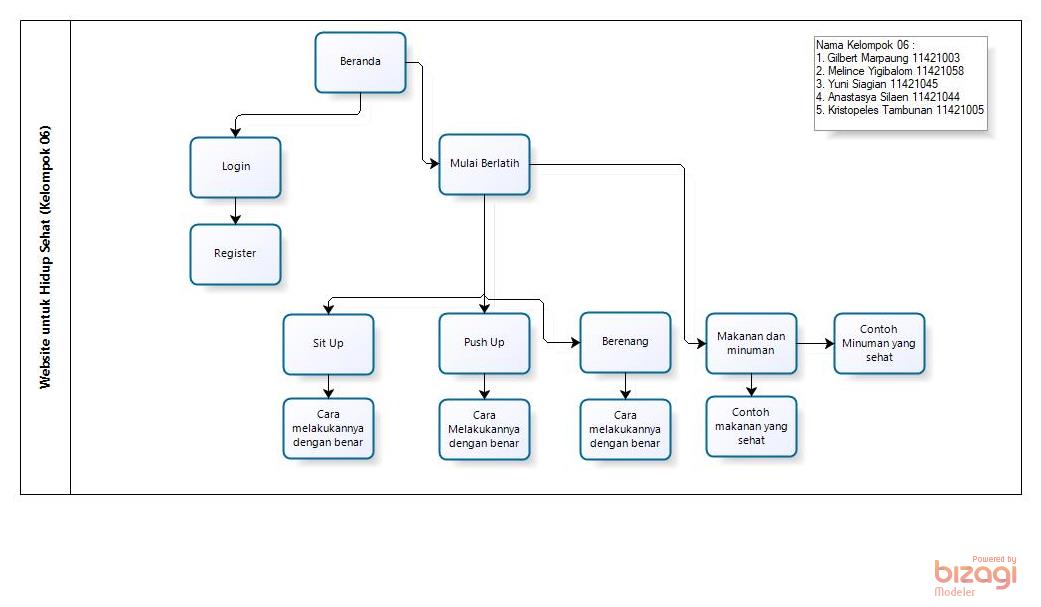 Website untuk Hidup Sehat (Kelompok 06)
Beranda
Nama Kelompok 06 :
1. Gilbert Marpaung 11421003
2. Melince Yigibalom 11421058
3. Yuni Siagian 11421045
4. Anastasya Silaen 11421044
5. Kristopeles Tambunan 11421005
Login
Mulai Berlatih
Register
Sit Up
Push Up
Berenang
Makanan dan
minuman
Contoh
Minuman yang
sehat
Cara
melakukannya
dengan benar
Cara
Melakukannya
dengan benar
Cara
melakukannya
dengan benar
Contoh
makanan yang
sehat
Powered by
bizagi
Modeler